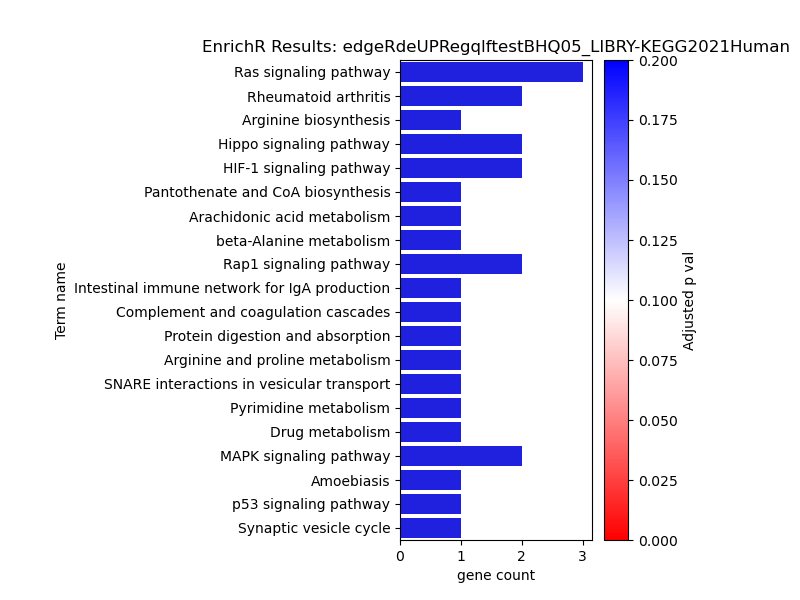 EnrichR Results: edgeRdeUPRegqlftestBHQ05_LIBRY-KEGG2021Human
Term name
Ras signaling pathway
Rheumatoid arthritis
Arginine biosynthesis
Hippo signaling pathway
HIF-1 signaling pathway
Pantothenate and CoA biosynthesis
Arachidonic acid metabolism
beta-Alanine metabolism
Rap1 signaling pathway
Intestinal immune network for IgA production
Complement and coagulation cascades
Protein digestion and absorption
Arginine and proline metabolism
SNARE interactions in vesicular transport
Pyrimidine metabolism
Drug metabolism
MAPK signaling pathway
Amoebiasis
p53 signaling pathway
Synaptic vesicle cycle
0 1 2 3
gene count
0.200
0.175
0.150
0.125
0.100
0.075
0.050
0.025
0.000
Adjusted p val